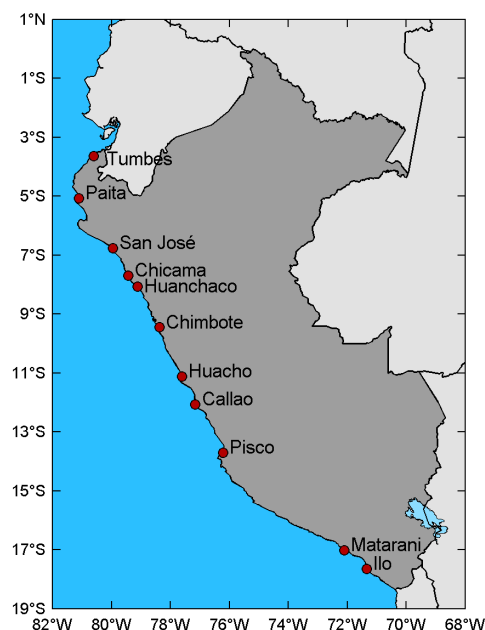 1°N
1°S
3°S
Tumbes
Paita
5°S
San José
7°S
Chicama
Huanchaco
9°S
Chimbote
11°S
Huacho
Callao
13°S
Pisco
15°S
Matarani
17°S
Ilo
19°S
82°W 80°W 78°W 76°W 74°W 72°W 70°W 68°W